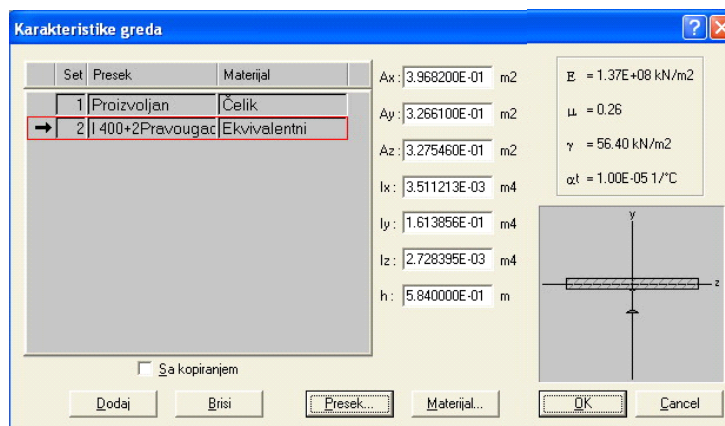 Karakteristike greda
Set Presek Materijal
1 Proizvoljan Čelik
2 I 400+2Pravougac Ekvivalentni
Sa kopiranjem
Dodaj Brisi Presek... Materijal... OK Cancel
Ax: 3.968200E-01 m2
Ay: 3.266100E-01 m2
Az: 3.275460E-01 m2
Ix: 3.511213E-03 m4
Iy: 1.613856E-01 m4
Iz: 2.728395E-03 m4
h: 5.840000E-01 m
E = 1.37E+08 kN/m2
μ = 0.26
γ = 56.40 kN/m2
αt = 1.00E-05 1/°C
y
z